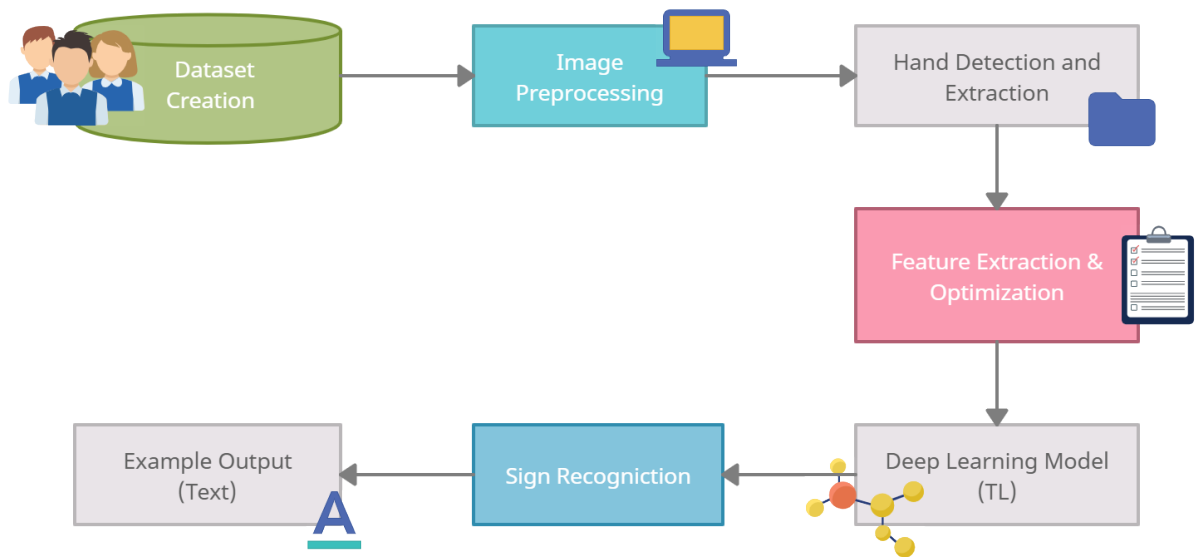 Dataset
Creation
Image
Preprocessing
Hand Detection and
Extraction
Feature Extraction &
Optimization
Deep Learning Model
(TL)
Sign Recogniction
Example Output
(Text)
A